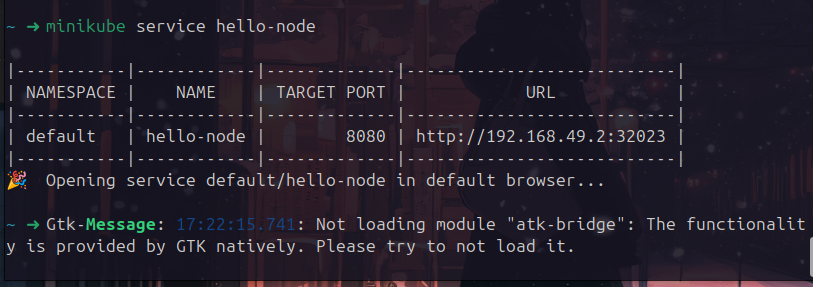 ~ ➜ minikube service hello-node
|-----------|------------|-------------|---------------------------|
| NAMESPACE |    NAME    | TARGET PORT |            URL            |
|-----------|------------|-------------|---------------------------|
| default   | hello-node |        8080 | http://192.168.49.2:32023 |
|-----------|------------|-------------|---------------------------|
🎉  Opening service default/hello-node in default browser...
~ ➜ Gtk-Message: 17:22:15.741: Not loading module "atk-bridge": The functionalit
y is provided by GTK natively. Please try to not load it.